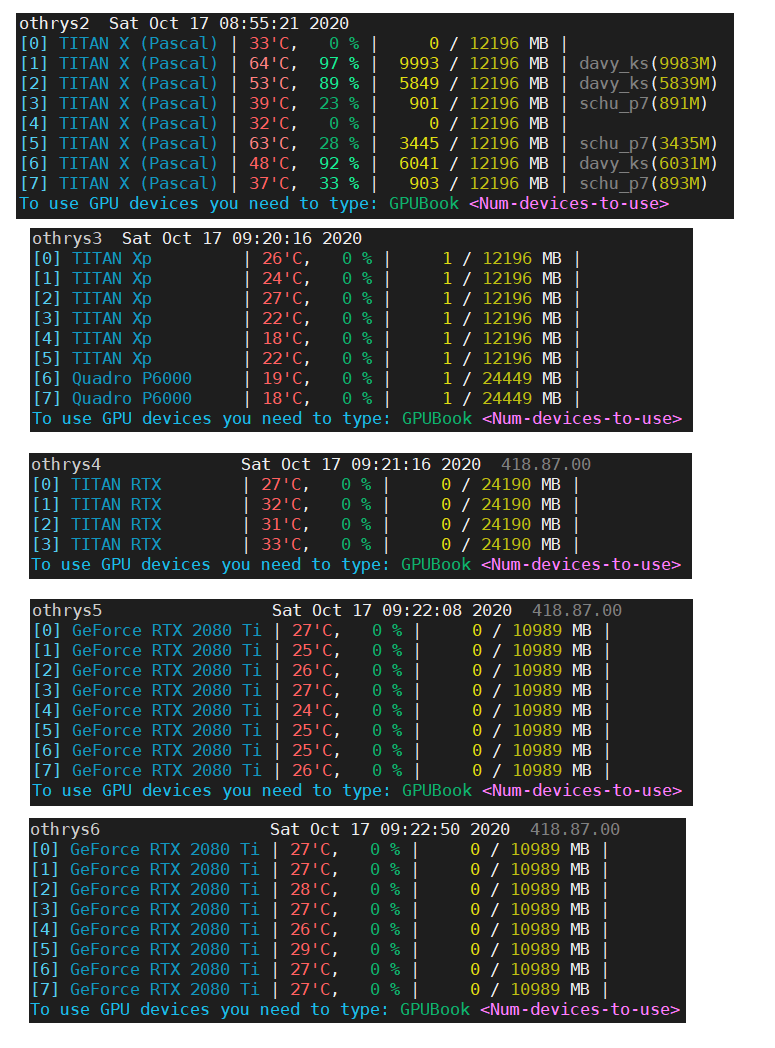 othrys2  Sat Oct 17 08:55:21 2020
[0] TITAN X (Pascal) | 33'C,   0 % |     0 / 12196 MB |
[1] TITAN X (Pascal) | 64'C,  97 % |  9993 / 12196 MB | davy_ks(9983M)
[2] TITAN X (Pascal) | 53'C,  89 % |  5849 / 12196 MB | davy_ks(5839M)
[3] TITAN X (Pascal) | 39'C,  23 % |   901 / 12196 MB | schu_p7(891M)
[4] TITAN X (Pascal) | 32'C,   0 % |     0 / 12196 MB |
[5] TITAN X (Pascal) | 63'C,  28 % |  3445 / 12196 MB | schu_p7(3435M)
[6] TITAN X (Pascal) | 48'C,  92 % |  6041 / 12196 MB | davy_ks(6031M)
[7] TITAN X (Pascal) | 37'C,  33 % |   903 / 12196 MB | schu_p7(893M)
To use GPU devices you need to type: GPUBook <Num-devices-to-use>
othrys3  Sat Oct 17 09:20:16 2020
[0] TITAN Xp         | 26'C,   0 % |     1 / 12196 MB |
[1] TITAN Xp         | 24'C,   0 % |     1 / 12196 MB |
[2] TITAN Xp         | 27'C,   0 % |     1 / 12196 MB |
[3] TITAN Xp         | 22'C,   0 % |     1 / 12196 MB |
[4] TITAN Xp         | 18'C,   0 % |     1 / 12196 MB |
[5] TITAN Xp         | 22'C,   0 % |     1 / 12196 MB |
[6] Quadro P6000     | 19'C,   0 % |     1 / 24449 MB |
[7] Quadro P6000     | 18'C,   0 % |     1 / 24449 MB |
To use GPU devices you need to type: GPUBook <Num-devices-to-use>
othrys4              Sat Oct 17 09:21:16 2020  418.87.00
[0] TITAN RTX        | 27'C,   0 % |     0 / 24190 MB |
[1] TITAN RTX        | 32'C,   0 % |     0 / 24190 MB |
[2] TITAN RTX        | 31'C,   0 % |     0 / 24190 MB |
[3] TITAN RTX        | 33'C,   0 % |     0 / 24190 MB |
To use GPU devices you need to type: GPUBook <Num-devices-to-use>
othrys5                 Sat Oct 17 09:22:08 2020  418.87.00
[0] GeForce RTX 2080 Ti | 27'C,   0 % |     0 / 10989 MB |
[1] GeForce RTX 2080 Ti | 25'C,   0 % |     0 / 10989 MB |
[2] GeForce RTX 2080 Ti | 26'C,   0 % |     0 / 10989 MB |
[3] GeForce RTX 2080 Ti | 27'C,   0 % |     0 / 10989 MB |
[4] GeForce RTX 2080 Ti | 24'C,   0 % |     0 / 10989 MB |
[5] GeForce RTX 2080 Ti | 25'C,   0 % |     0 / 10989 MB |
[6] GeForce RTX 2080 Ti | 25'C,   0 % |     0 / 10989 MB |
[7] GeForce RTX 2080 Ti | 26'C,   0 % |     0 / 10989 MB |
To use GPU devices you need to type: GPUBook <Num-devices-to-use>
othrys6                 Sat Oct 17 09:22:50 2020  418.87.00
[0] GeForce RTX 2080 Ti | 27'C,   0 % |     0 / 10989 MB |
[1] GeForce RTX 2080 Ti | 27'C,   0 % |     0 / 10989 MB |
[2] GeForce RTX 2080 Ti | 28'C,   0 % |     0 / 10989 MB |
[3] GeForce RTX 2080 Ti | 27'C,   0 % |     0 / 10989 MB |
[4] GeForce RTX 2080 Ti | 26'C,   0 % |     0 / 10989 MB |
[5] GeForce RTX 2080 Ti | 29'C,   0 % |     0 / 10989 MB |
[6] GeForce RTX 2080 Ti | 27'C,   0 % |     0 / 10989 MB |
[7] GeForce RTX 2080 Ti | 27'C,   0 % |     0 / 10989 MB |
To use GPU devices you need to type: GPUBook <Num-devices-to-use>